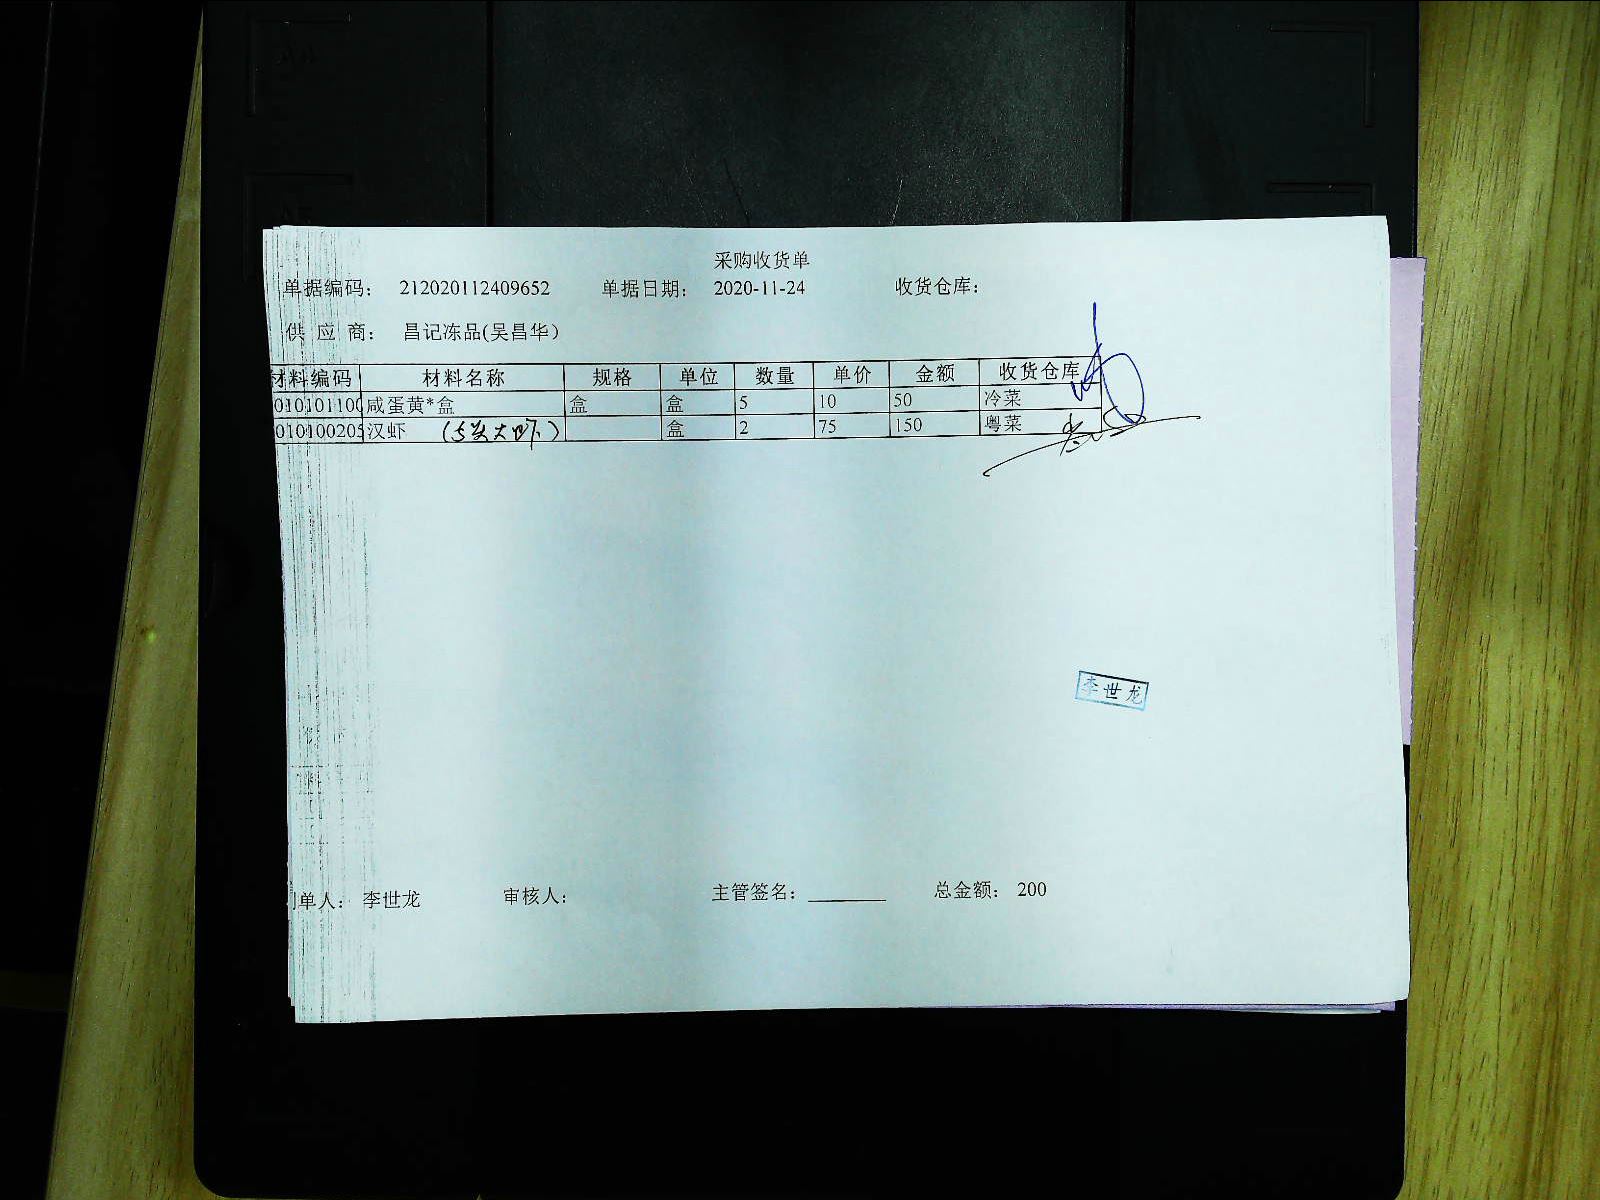 采购收货单
单据编码： 212020112409652 单据日期： 2020-11-24 收货仓库：
供 应 商： 昌记冻品(吴昌华)
材料编码 材料名称 规格 单位 数量 单价 金额 收货仓库
010101100 咸蛋黄*盒 盒 盒 5 10 50 冷菜
010100205 汉虾 盒 2 75 150 粤菜
李世龙
制单人： 李世龙 审核人： 主管签名： 总金额： 200